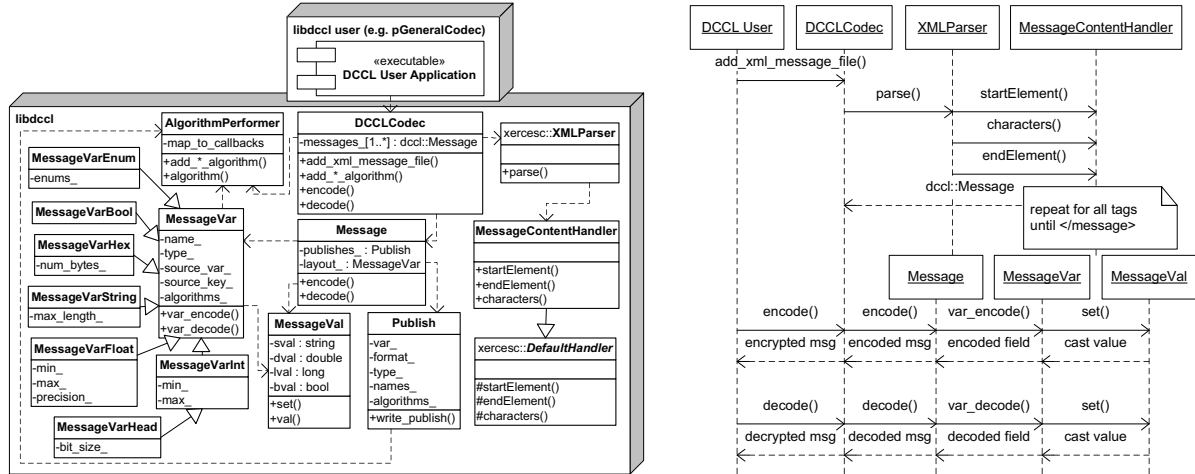 libdccl user (e.g. pGeneralCodec)
«executable»
DCCL User Application
libdccl
AlgorithmPerformer
-map_to_callbacks
+add_*_algorithm()
+algorithm()
DCCLCodec
-messages_[1..*] : dccl::Message
+add_xml_message_file()
+add_*_algorithm()
+encode()
+decode()
xercesc::XMLParser
+parse()
MessageVarEnum
-enums_
MessageVarBool
MessageVarHex
-num_bytes_
MessageVarString
-max_length_
MessageVarFloat
-min_
-max_
-precision_
MessageVarHead
-bit_size_
MessageVar
-name_
-type_
-source_var_
-source_key_
-algorithms_
+var_encode()
+var_decode()
MessageVarInt
-min_
-max_
Message
-publishes_ : Publish
-layout_ : MessageVar
+encode()
+decode()
MessageVal
-sval : string
-dval : double
-lval : long
-bval : bool
+set()
+val()
Publish
-var_
-format_
-type_
-names_
-algorithms_
+write_publish()
MessageContentHandler
+startElement()
+endElement()
+characters()
xercesc::DefaultHandler
#startElement()
#endElement()
#characters()
DCCL User
DCCLCodec
XMLParser
MessageContentHandler
add_xml_message_file()
parse()
startElement()
characters()
endElement()
dccl::Message
repeat for all tags
until </message>
Message
MessageVar
MessageVal
encode()
encode()
var_encode()
set()
encrypted msg
encoded msg
encoded field
cast value
decode()
decode()
var_decode()
set()
decrypted msg
decoded msg
decoded field
cast value